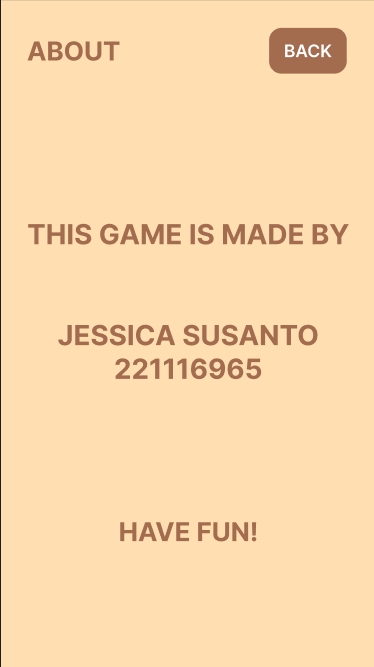 ABOUT
BACK
THIS GAME IS MADE BY
JESSICA SUSANTO
221116965
HAVE FUN!